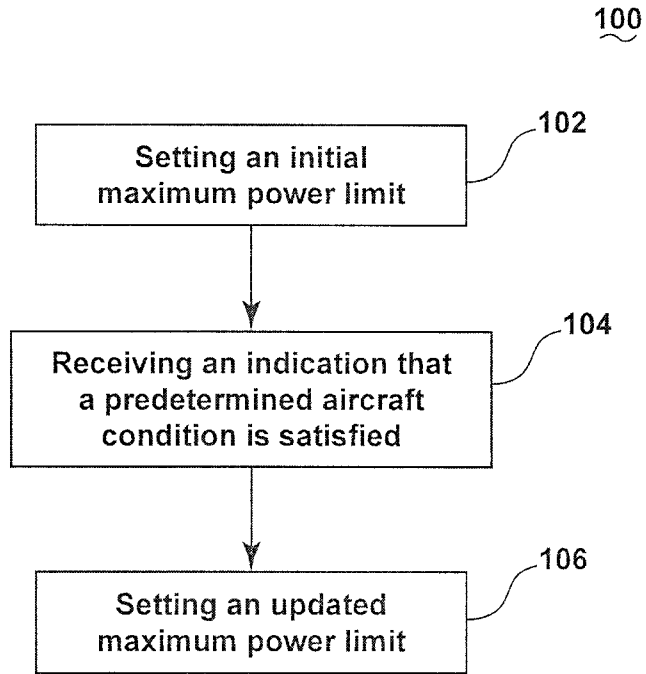 100
102
Setting an initial
maximum power limit
104
Receiving an indication that
a predetermined aircraft
condition is satisfied
106
Setting an updated
maximum power limit